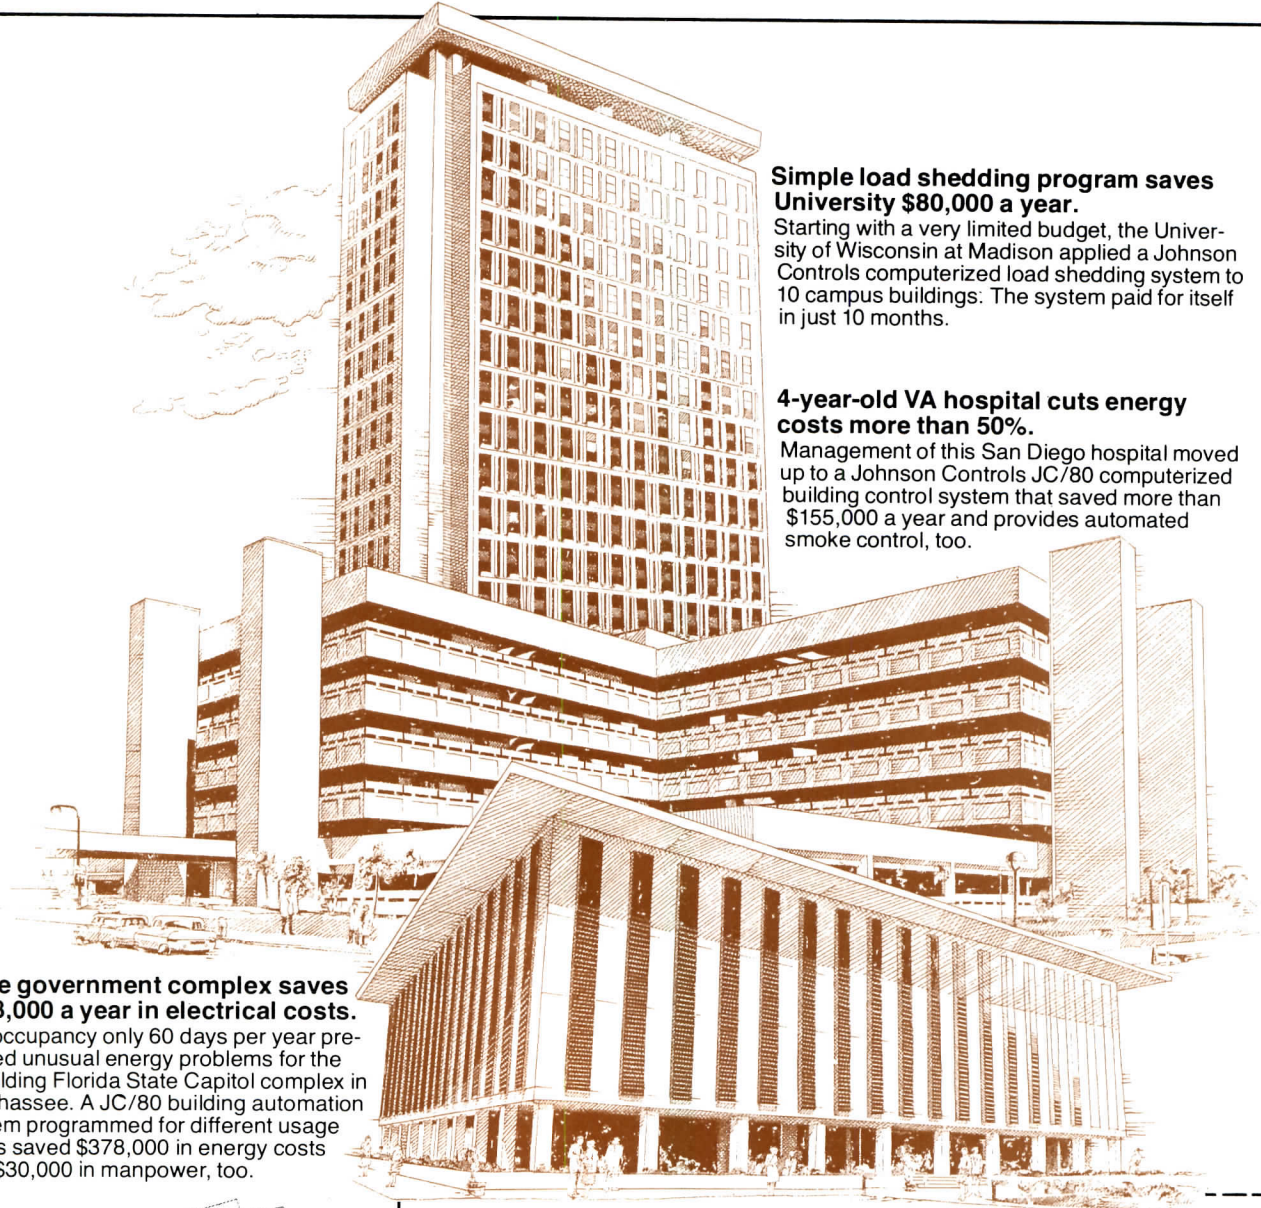 Simple load shedding program saves
University $80,000 a year.
Starting with a very limited budget, the Univer-
sity of Wisconsin at Madison applied a Johnson
Controls computerized load shedding system to
10 campus buildings: The system paid for itself
in just 10 months.
4-year-old VA hospital cuts energy
costs more than 50%.
Management of this San Diego hospital moved
up to a Johnson Controls JC/80 computerized
building control system that saved more than
$155,000 a year and provides automated
smoke control, too.
e government complex saves
8,000 a year in electrical costs.
occupancy only 60 days per year pre-
ed unusual energy problems for the
lding Florida State Capitol complex in
hassee. A JC/80 building automation
em programmed for different usage
s saved $378,000 in energy costs
$30,000 in manpower, too.